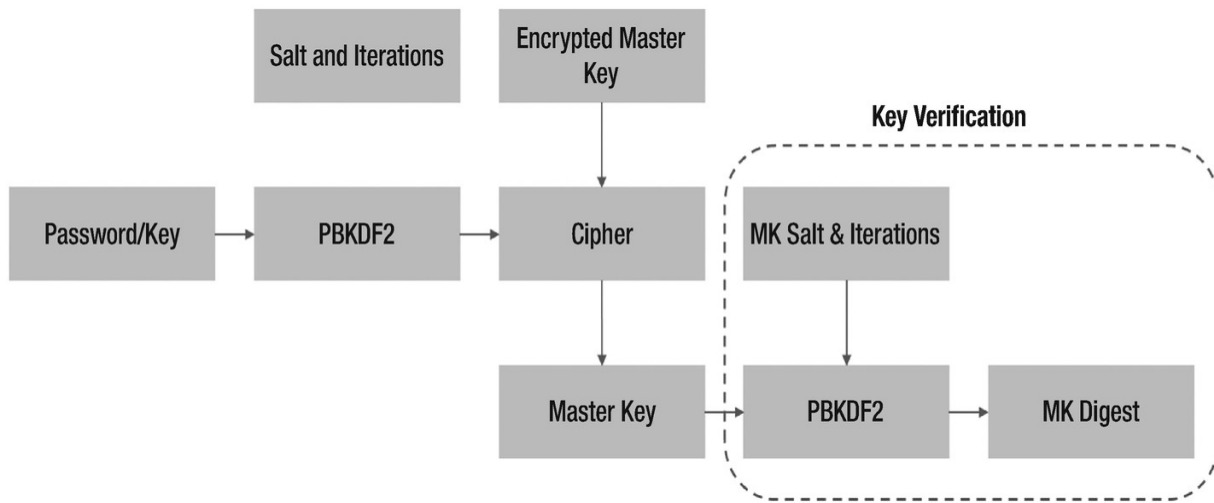 Salt and Iterations
Encrypted Master
Key
Key Verification
Password/Key
PBKDF2
Cipher
MK Salt & Iterations
Master Key
PBKDF2
MK Digest